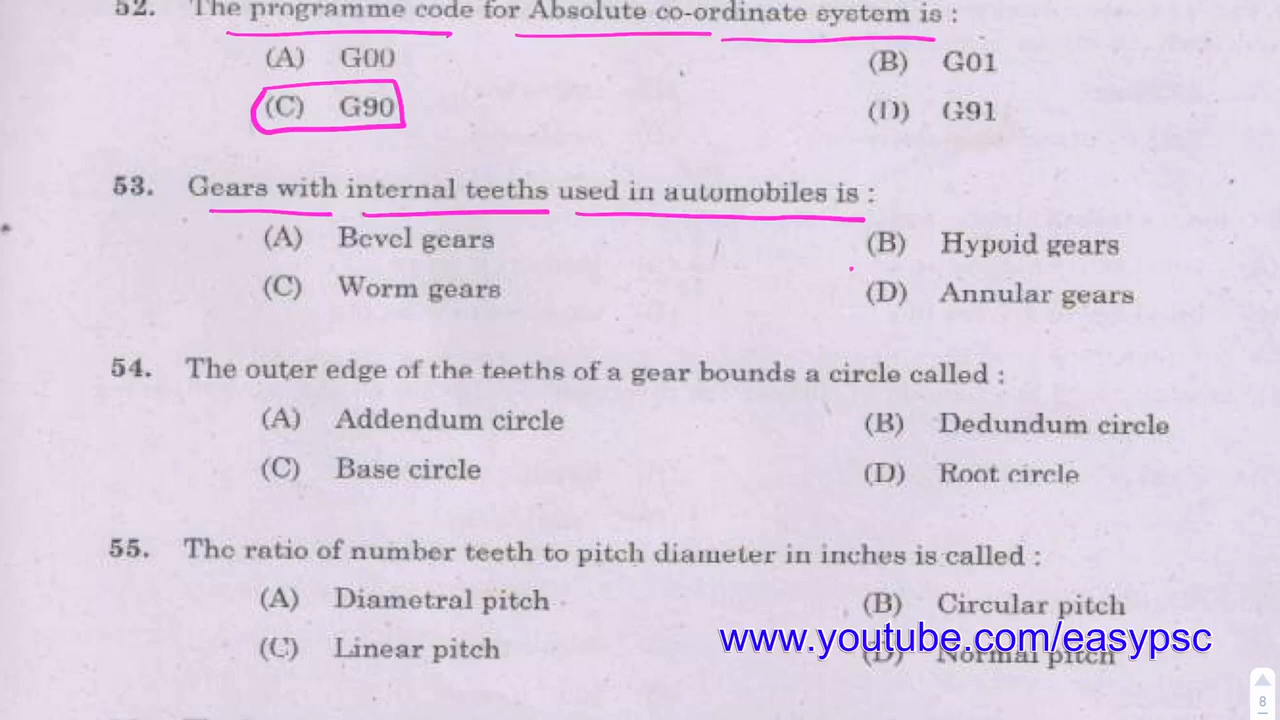 52. The programme code for Absolute co-ordinate system is :
(A) G00 (B) G01
(C) G90 (D) G91
53. Gears with internal teeths used in automobiles is :
(A) Bevel gears (B) Hypoid gears
(C) Worm gears (D) Annular gears
54. The outer edge of the teeths of a gear bounds a circle called :
(A) Addendum circle (B) Dedundum circle
(C) Base circle (D) Root circle
55. The ratio of number teeth to pitch diameter in inches is called :
(A) Diametral pitch (B) Circular pitch
www.youtube.com/easypsc
(C) Linear pitch (D) Normal pitch
8